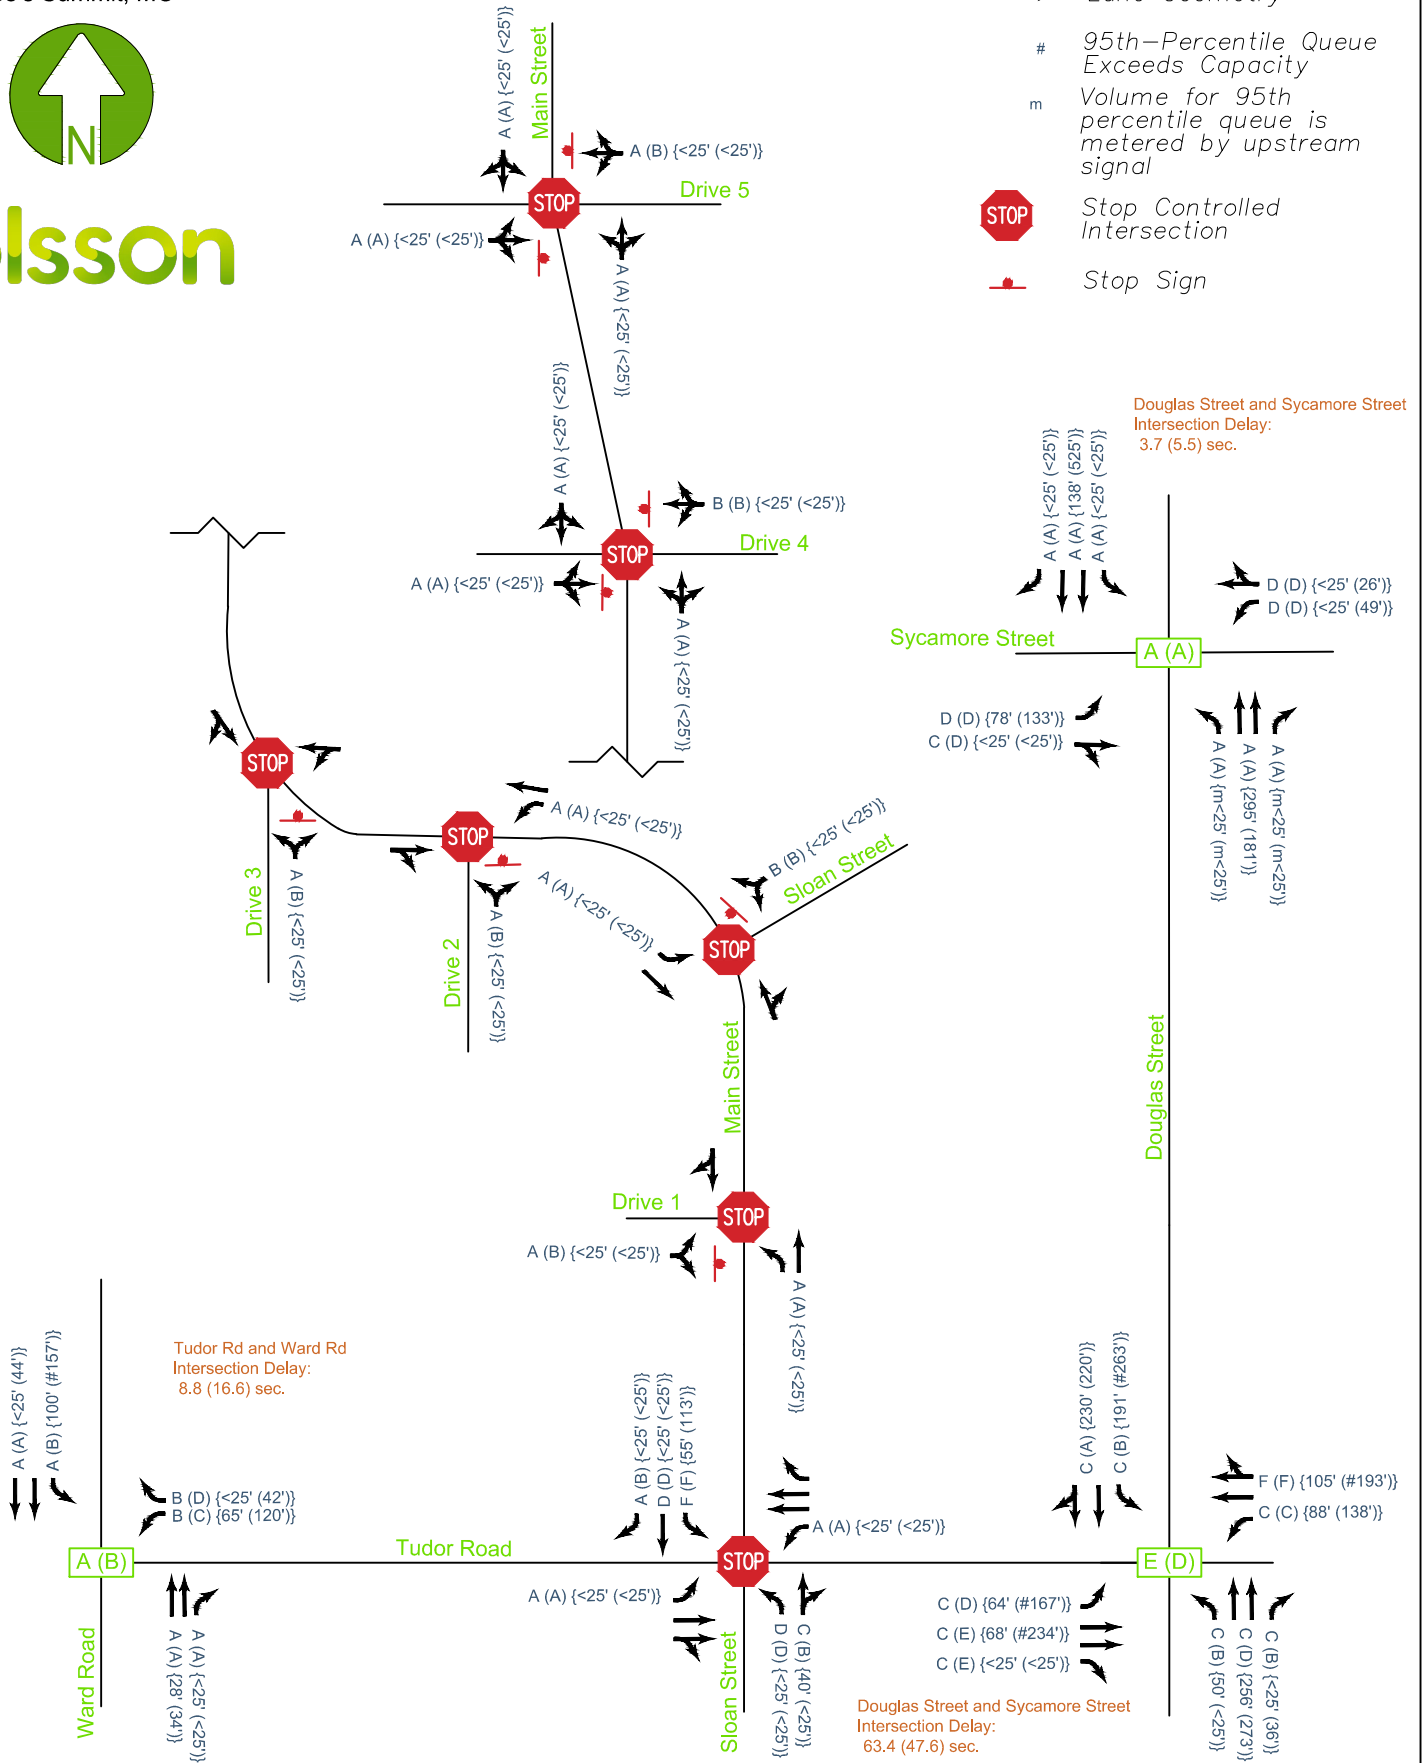 95th-Percentile Queue
Exceeds Capacity
#
Volume for 95th
percentile queue is
metered by upstream
signal
m
STOP
Stop Controlled
Intersection
Stop Sign
N
olsson
Main Street
A (A) {<25' (<25')}
A (B) {<25' (<25')}
STOP
Drive 5
A (A) {<25' (<25')}
A (A) {<25' (<25')}
A (A) {<25' (<25')}
B (B) {<25' (<25')}
STOP
Drive 4
A (A) {<25' (<25')}
A (A) {<25' (<25')}
Douglas Street and Sycamore Street
Intersection Delay:
3.7 (5.5) sec.
A (A) {<25' (<25')}
A (A) {138' (525')}
A (A) {<25' (<25')}
D (D) {<25' (26')}
D (D) {<25' (49')}
Sycamore Street
A (A)
D (D) {78' (133')}
C (D) {<25' (<25')}
A (A) {m<25' (m<25')}
A (A) {295' (181')}
A (A) {m<25' (m<25')}
STOP
Drive 3
A (B) {<25' (<25')}
STOP
A (A) {<25' (<25')}
Drive 2
A (B) {<25' (<25')}
A (A) {<25' (<25')}
B (B) {<25' (<25')}
Sloan Street
STOP
Main Street
Douglas Street
Drive 1
STOP
A (B) {<25' (<25')}
A (A) {<25' (<25')}
Tudor Rd and Ward Rd
Intersection Delay:
8.8 (16.6) sec.
A (A) {<25' (44')}
A (B) {100' (#157')}
B (D) {<25' (42')}
B (C) {65' (120')}
A (B)
Ward Road
A (A) {28' (34')}
A (A) {<25' (<25')}
Tudor Road
A (B) {<25' (<25')}
D (D) {<25' (<25')}
F (F) {55' (113')}
A (A) {<25' (<25')}
STOP
A (A) {<25' (<25')}
Sloan Street
D (D) {<25' (<25')}
C (B) {40' (<25')}
C (A) {230' (220')}
C (B) {191' (#263')}
F (F) {105' (#193')}
C (C) {88' (138')}
E (D)
C (D) {64' (#167')}
C (E) {68' (#234')}
C (E) {<25' (<25')}
C (B) {50' (<25')}
C (D) {256' (273')}
C (B) {<25' (36')}
Douglas Street and Sycamore Street
Intersection Delay:
63.4 (47.6) sec.